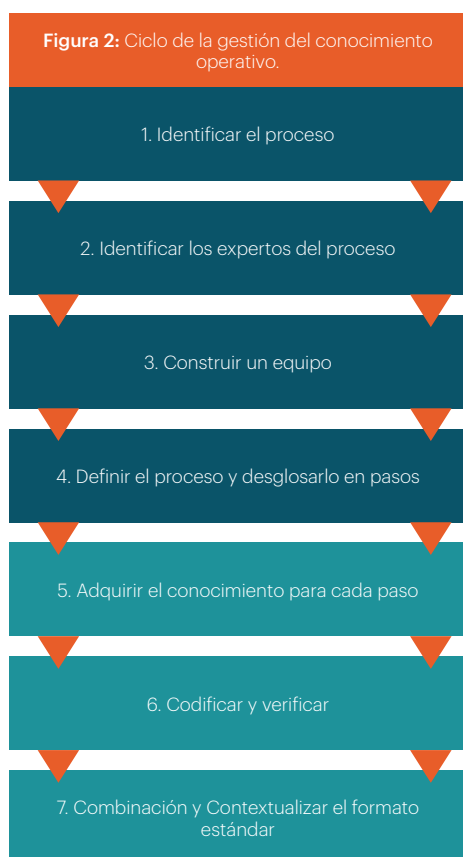 Figura 2: Ciclo de la gestión del conocimiento
operativo.
1. Identificar el proceso
2. Identificar los expertos del proceso
3. Construir un equipo
4. Definir el proceso y desglosarlo en pasos
5. Adquirir el conocimiento para cada paso
6. Codificar y verificar
7. Combinación y Contextualizar el formato
estándar